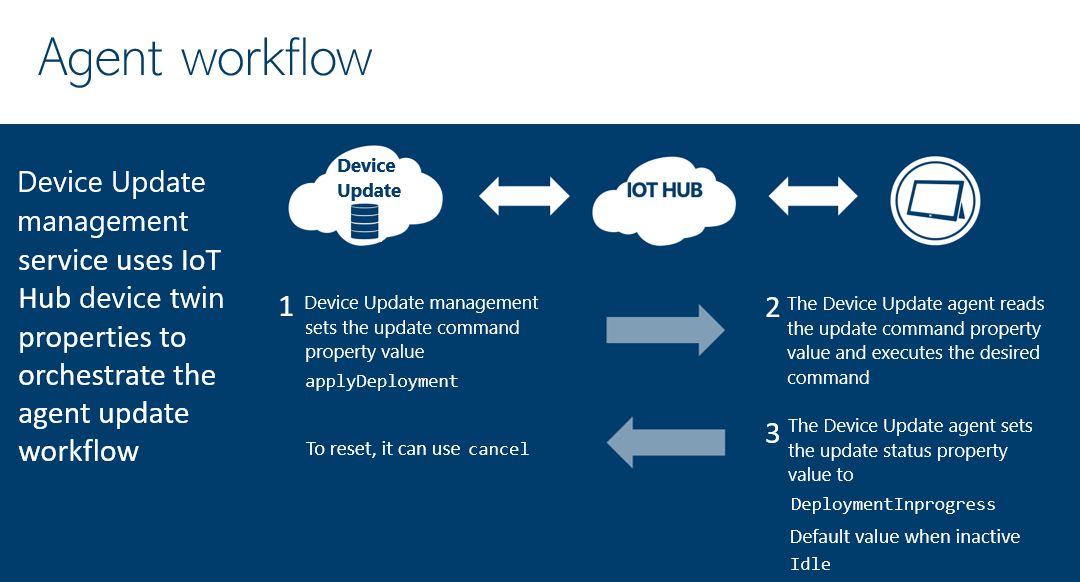 Agent workflow
Device Update
management
service uses IoT
Hub device twin
properties to
orchestrate the
agent update
workflow
Device
Update
IOT HUB
1 Device Update management
sets the update command
property value
applyDeployment
To reset, it can use cancel
2 The Device Update agent reads
the update command property
value and executes the desired
command
3 The Device Update agent sets
the update status property
value to
DeploymentInprogress
Default value when inactive
Idle